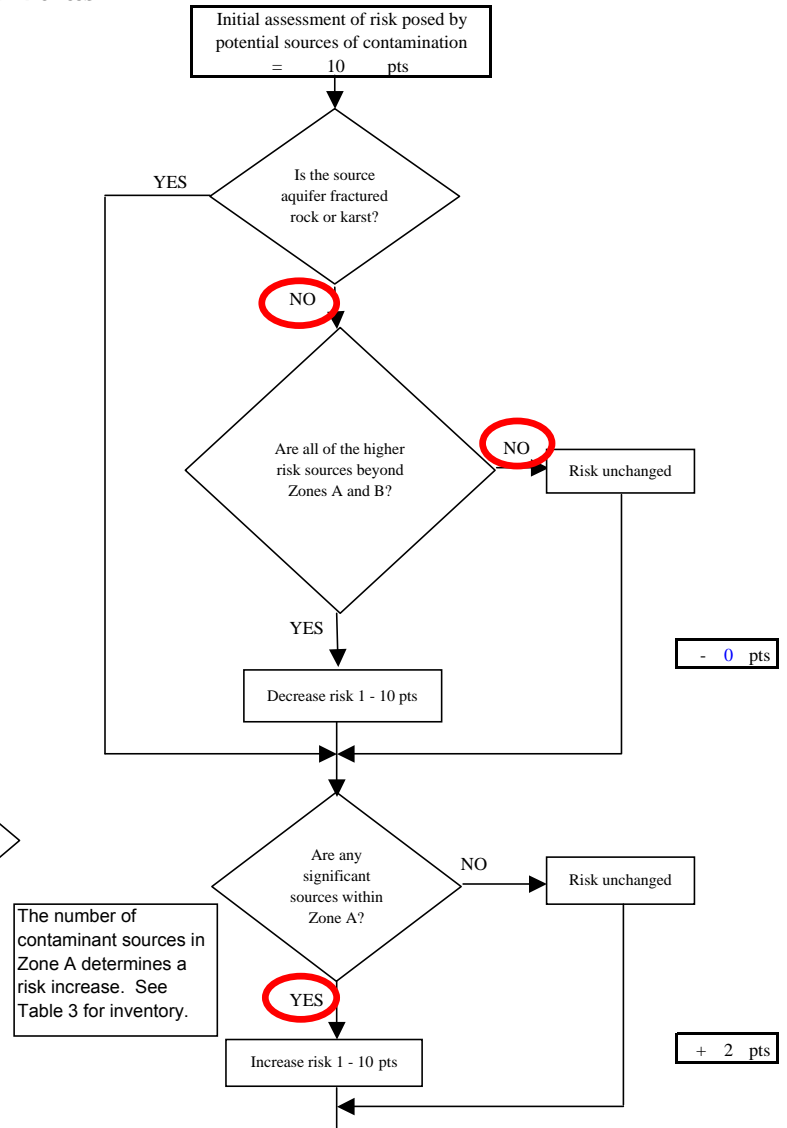 Initial assessment of risk posed by
potential sources of contamination
= 10 pts
Is the source
aquifer fractured
rock or karst?
YES
NO
Are all of the higher
risk sources beyond
Zones A and B?
NO
Risk unchanged
YES
- 0 pts
Decrease risk 1 - 10 pts
Are any
significant
sources within
Zone A?
NO
Risk unchanged
The number of
contaminant sources in
Zone A determines a
risk increase. See
Table 3 for inventory.
YES
Increase risk 1 - 10 pts
+ 2 pts